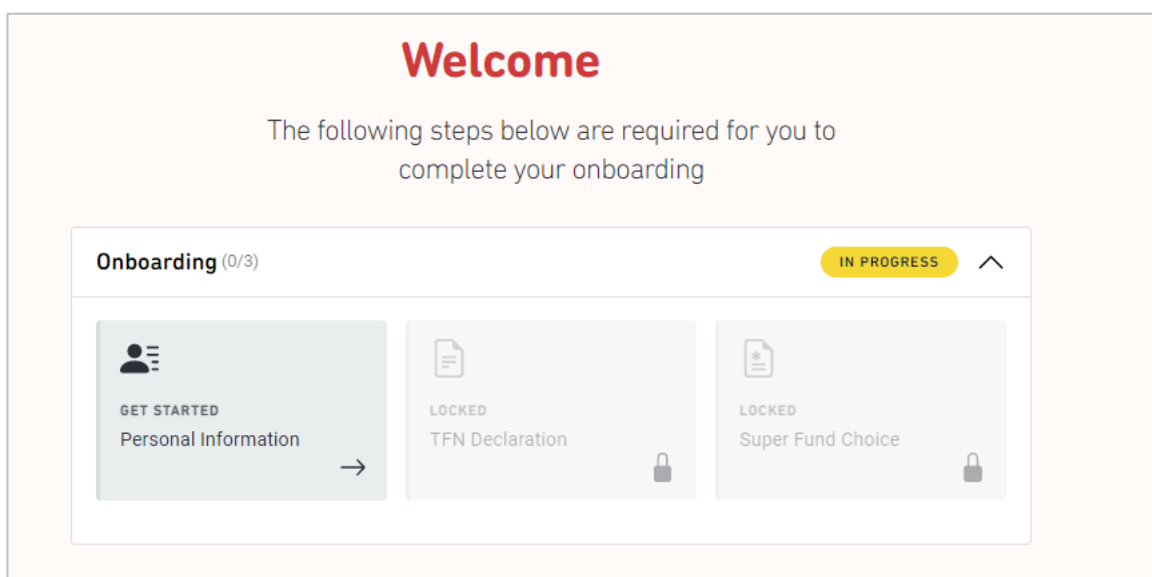 Welcome
The following steps below are required for you to
complete your onboarding
Onboarding (0/3)
IN PROGRESS
GET STARTED
Personal Information
LOCKED
TFN Declaration
LOCKED
Super Fund Choice